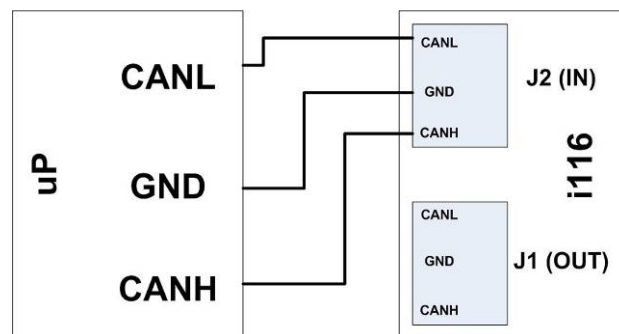 uP
CANL
GND
CANH
CANL
GND
CANH
J2 (IN)
i116
CANL
GND
CANH
J1 (OUT)